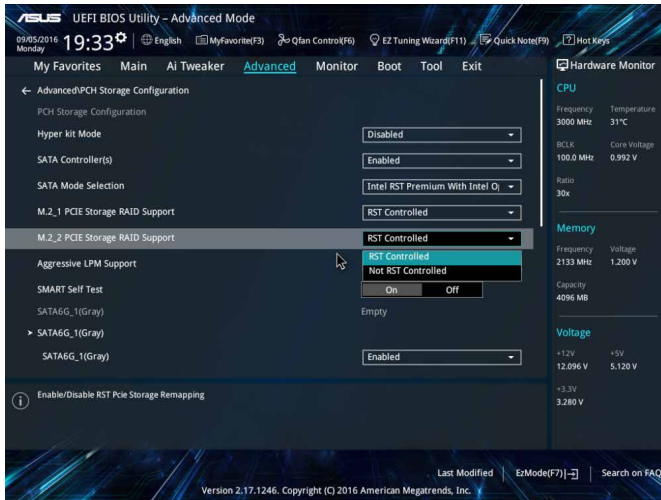 ASUS UEFI BIOS Utility – Advanced Mode
09/05/2016 Monday 19:33 English MyFavorite(F3) Qfan Control(F6) EZ Tuning Wizard(F11) Quick Note(F9) ? Hot Keys
My Favorites Main Ai Tweaker Advanced Monitor Boot Tool Exit
Hardware Monitor
← Advanced\PCH Storage Configuration
PCH Storage Configuration
Hyper kit Mode Disabled
SATA Controller(s) Enabled
SATA Mode Selection Intel RST Premium With Intel O
M.2_1 PCIE Storage RAID Support RST Controlled
M.2_2 PCIE Storage RAID Support RST Controlled
RST Controlled
Aggressive LPM Support
Not RST Controlled
SMART Self Test On Off
SATA6G_1(Gray) Empty
> SATA6G_1(Gray)
SATA6G_1(Gray) Enabled
i Enable/Disable RST Pcie Storage Remapping
CPU
Frequency Temperature
3000 MHz 31°C
BCLK Core Voltage
100.0 MHz 0.992 V
Ratio
30x
Memory
Frequency Voltage
2133 MHz 1.200 V
Capacity
4096 MB
Voltage
+12V +5V
12.096 V 5.120 V
+3.3V
3.280 V
Last Modified EzMode(F7) Search on FAQ
Version 2.17.1246. Copyright (C) 2016 American Megatrends, Inc.